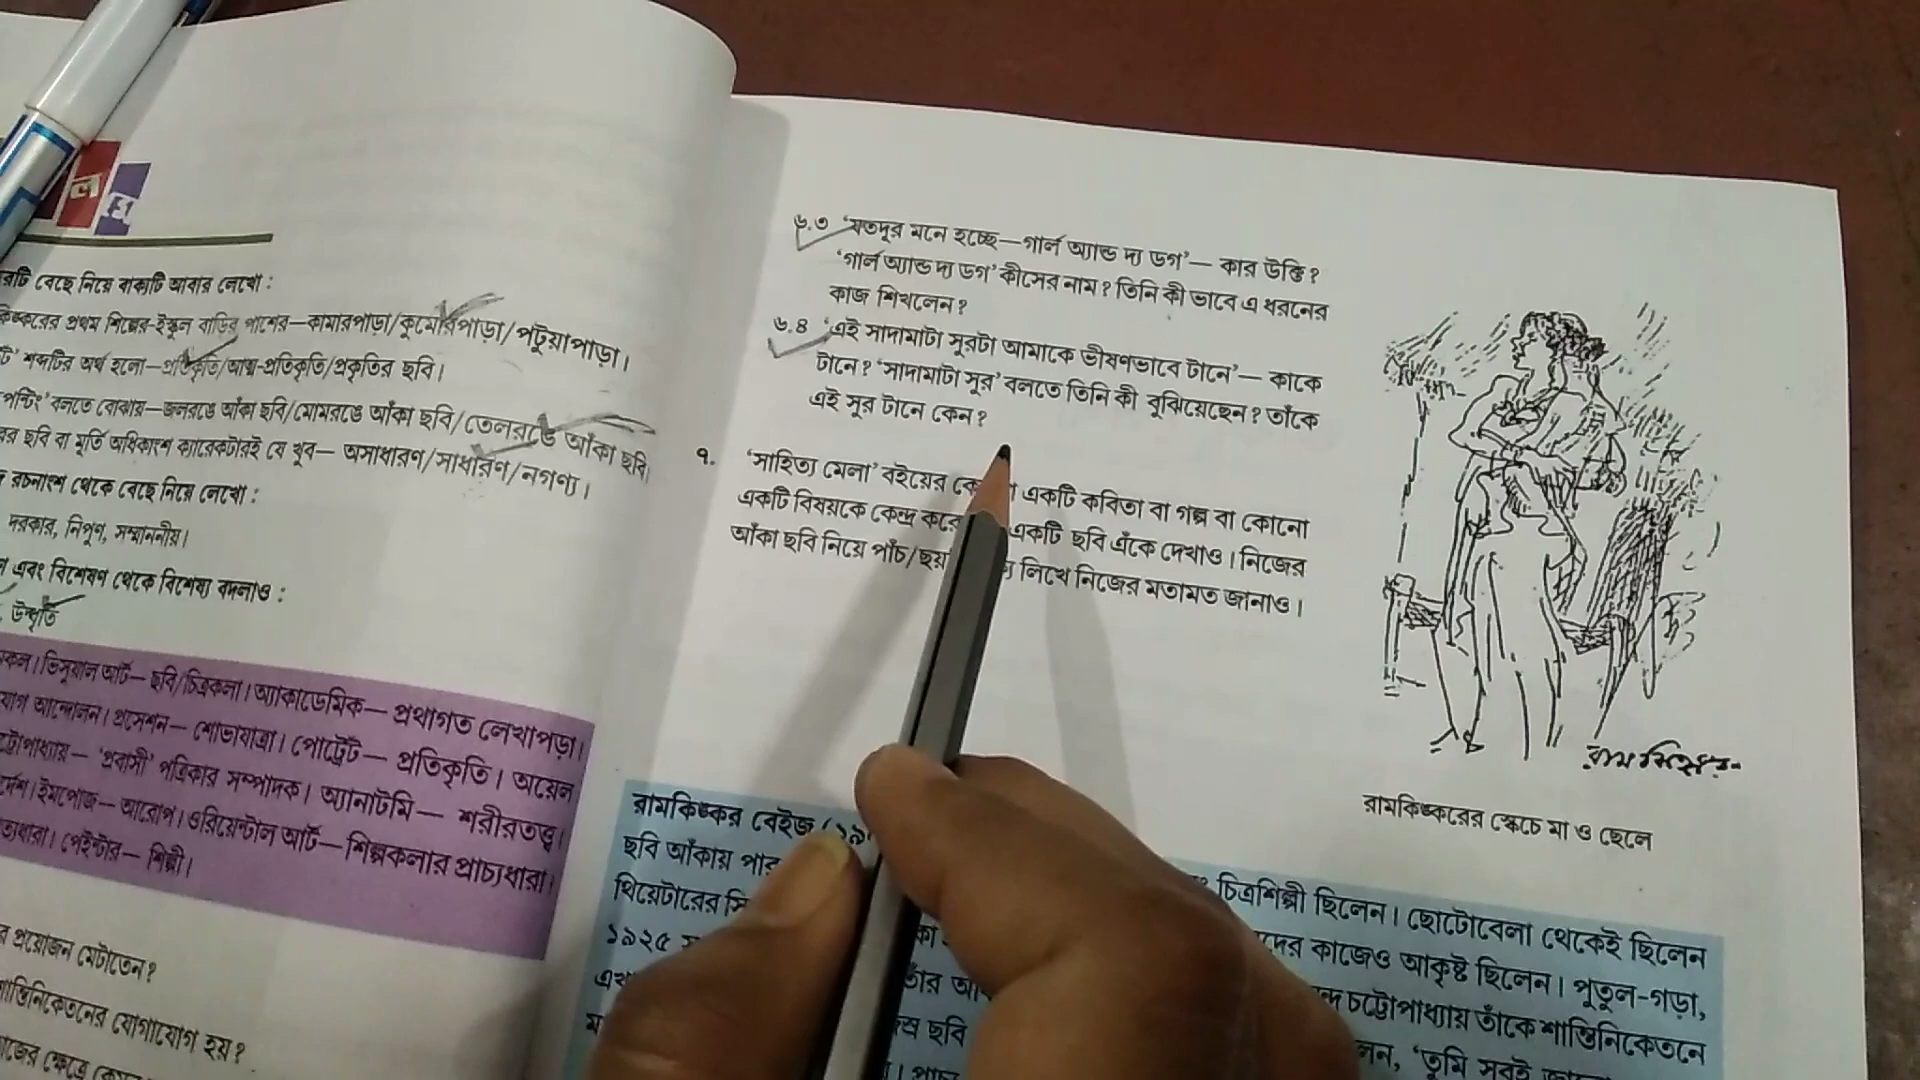 ল
রটি বেছে নিয়ে বাক্যটি আবার লেখো :
কিঙ্করের প্রথম শিল্পের-ইস্কুল বাড়ির পাশের—কামারপাড়া/কুমোরপাড়া/পটুয়াপাড়া।
শব্দটির অর্থ হলো—প্রতিকৃতি/আত্ম-প্রতিকৃতি/প্রকৃতির ছবি।
পেন্টিং' বলতে বোঝায়—জলরঙে আঁকা ছবি/মোমরঙে আঁকা ছবি/তেলরঙে আঁকা ছবি।
র ছবি বা মূর্তি অধিকাংশ ক্যারেকটারই যে খুব— অসাধারণ/সাধারণ/নগণ্য।
রচনাংশ থেকে বেছে নিয়ে লেখো :
দরকার, নিপুণ, সম্মাননীয়।
এবং বিশেষণ থেকে বিশেষ্য বদলাও :
উদ্ধৃতি
কল। ভিসুয়াল আর্ট— ছবি/চিত্রকলা। অ্যাকাডেমিক— প্রথাগত লেখাপড়া।
যোগ আন্দোলন। প্রসেশন— শোভাযাত্রা। পোর্ট্রেট— প্রতিকৃতি। অয়েল
ট্টোপাধ্যায়— 'প্রবাসী' পত্রিকার সম্পাদক। অ্যানাটমি— শরীরতত্ত্ব।
র্দেশ। ইমপোজ— আরোপ। ওরিয়েন্টাল আর্ট— শিল্পকলার প্রাচ্যধারা।
ত্যধারা। পেইন্টার— শিল্পী।
র প্রয়োজন মেটাতেন?
শান্তিনিকেতনের যোগাযোগ হয়?
কাজের ক্ষেত্রে
৬.৩ 'যতদূর মনে হচ্ছে—গার্ল অ্যান্ড দ্য ডগ'— কার উক্তি?
'গার্ল অ্যান্ড দ্য ডগ' কীসের নাম? তিনি কী ভাবে এ ধরনের
কাজ শিখলেন?
৬.৪ 'এই সাদামাটা সুরটা আমাকে ভীষণভাবে টানে'— কাকে
টানে? 'সাদামাটা সুর' বলতে তিনি কী বুঝিয়েছেন? তাঁকে
এই সুর টানে কেন?
৭. 'সাহিত্য মেলা' বইয়ের একটি কবিতা বা গল্প বা কোনো
একটি বিষয়কে কেন্দ্র করে একটি ছবি এঁকে দেখাও। নিজের
আঁকা ছবি নিয়ে পাঁচ/ছয় লিখে নিজের মতামত জানাও।
রামকিঙ্কর
রামকিঙ্করের স্কেচে মা ও ছেলে
রামকিঙ্কর বেইজ (১৯ চিত্রশিল্পী ছিলেন। ছোটোবেলা থেকেই ছিলেন
ছবি আঁকায় পার দের কাজেও আকৃষ্ট ছিলেন। পুতুল-গড়া,
থিয়েটারের সি ন্দ চট্টোপাধ্যায় তাঁকে শান্তিনিকেতনে
১৯২৫ লেন, 'তুমি সবই